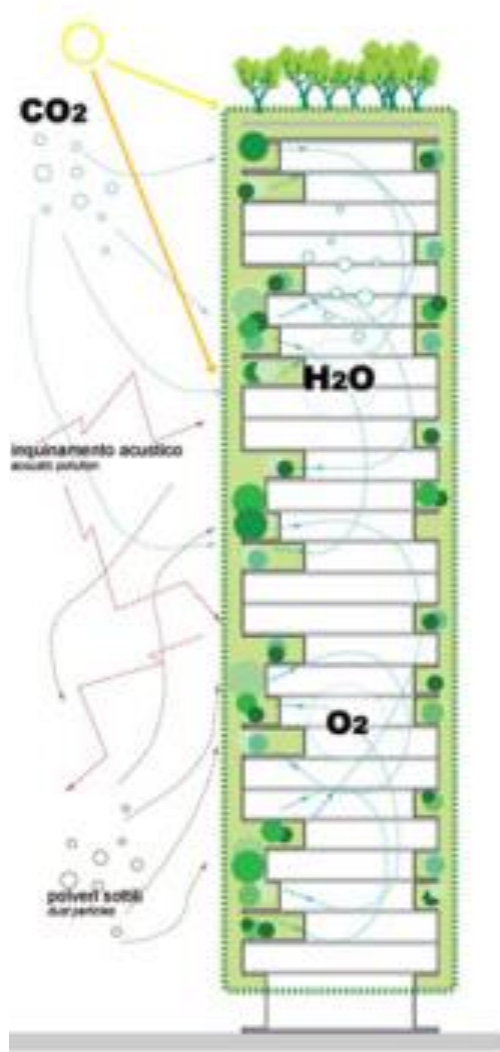 CO2
H2O
inquinamento acustico
acoustic pollution
O2
polveri sottili
dust particles